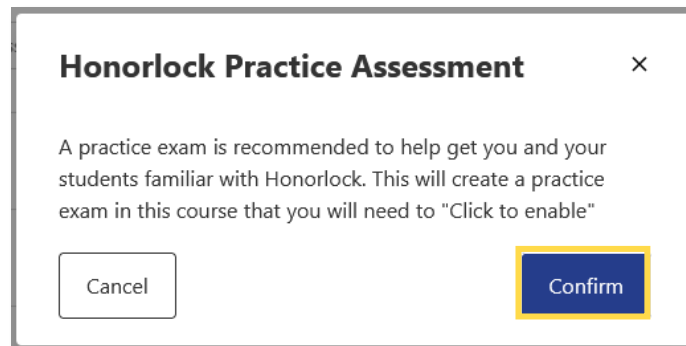 Honorlock Practice Assessment
A practice exam is recommended to help get you and your
students familiar with Honorlock. This will create a practice
exam in this course that you will need to "Click to enable"
Cancel
Confirm